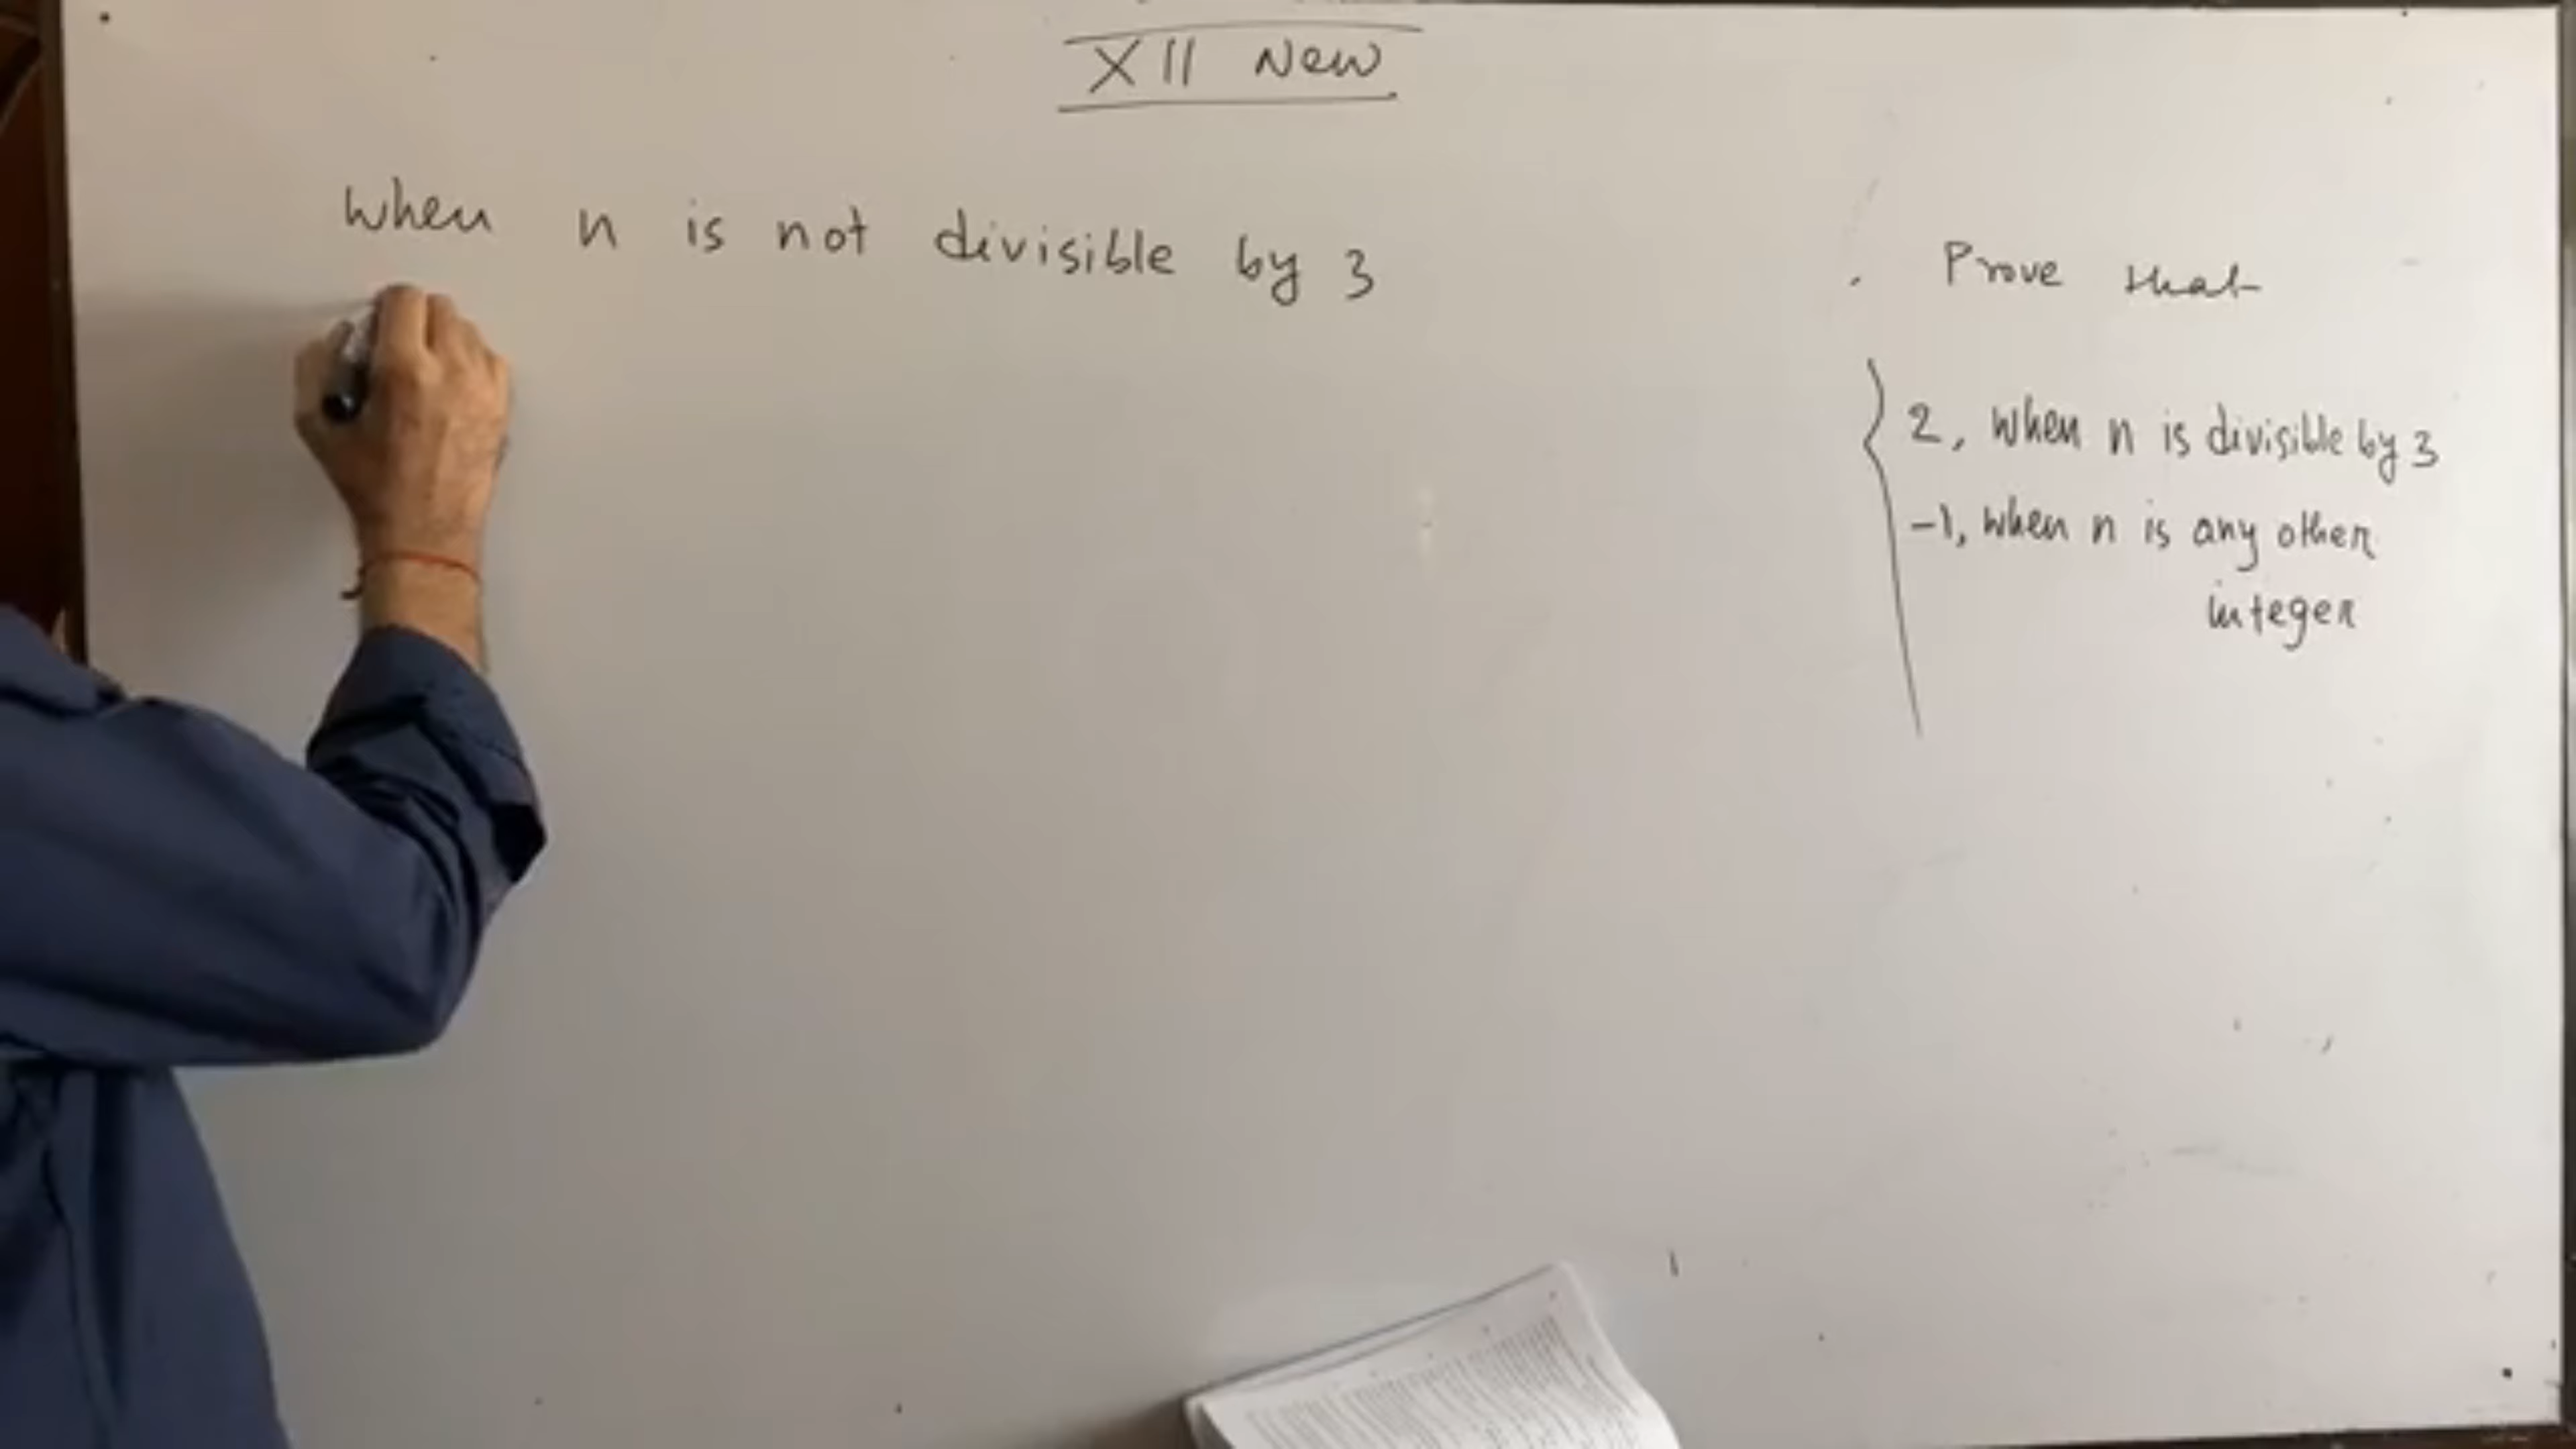 XII New
When n is not divisible by 3
Prove that
2, when n is divisible by 3
-1, when n is any other
integer